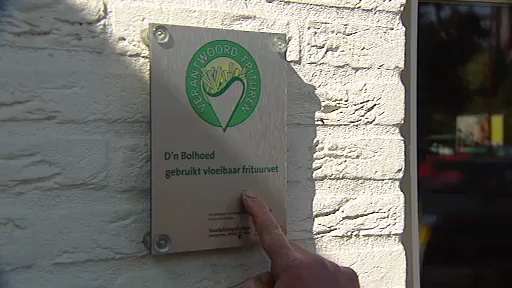 VERANTWOORD FRITUREN
D'n Bolhoed
gebruikt vloeibaar frituurvet